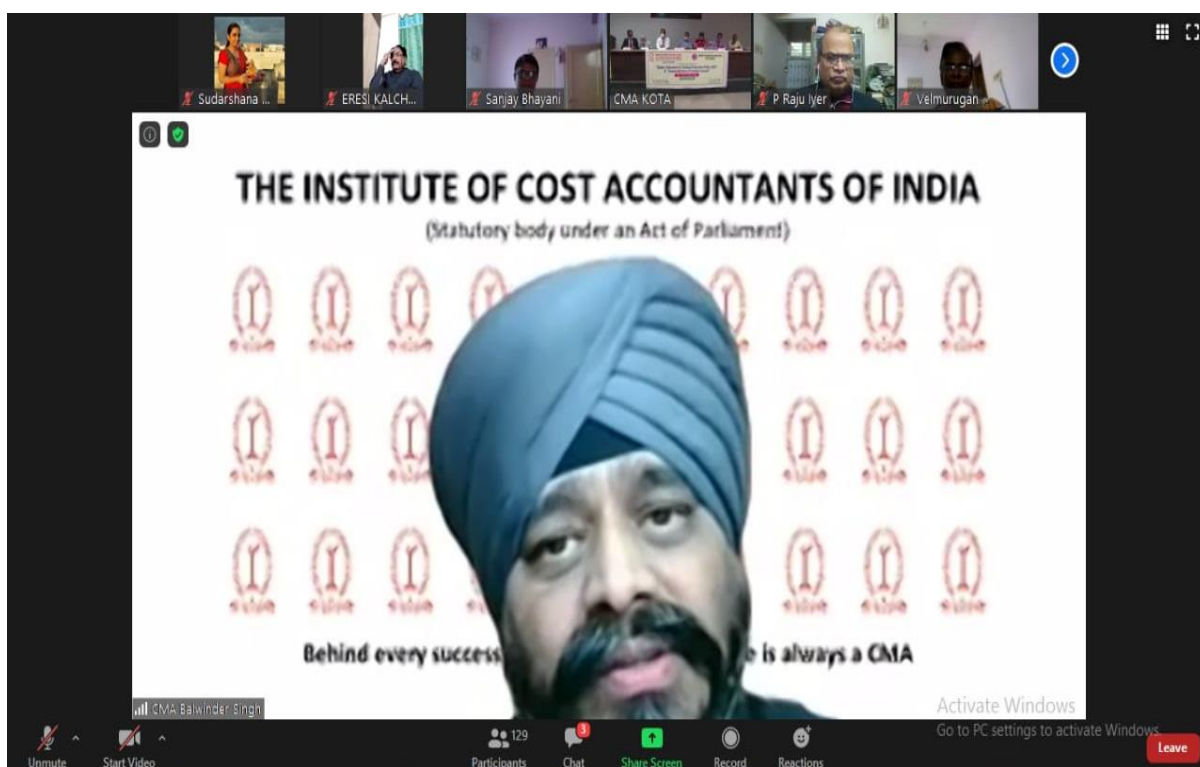 Sudarshana ...
ERESH KALCH...
Sanjay Bhayani
CMA KOTA
P Raju Iyer
Velmurugan
THE INSTITUTE OF COST ACCOUNTANTS OF INDIA
(Statutory body under an Act of Parliament)
Behind every success
e is always a CMA
CMA Balwinder Singh
Activate Windows
Go to PC settings to activate Windows.
Unmute
Start Video
129
Participants
3
Chat
Share Screen
Record
Reactions
Leave